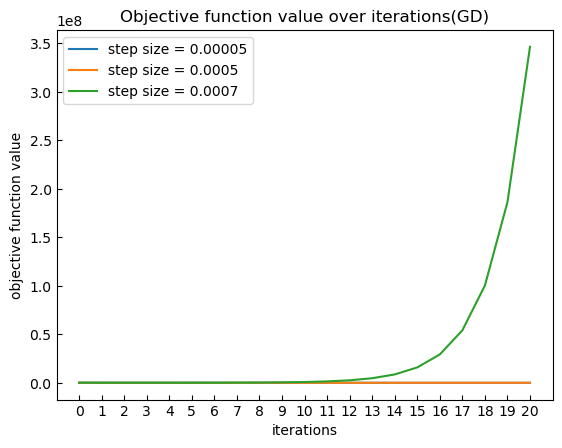 Objective function value over iterations(GD)
1e8
step size = 0.00005
step size = 0.0005
step size = 0.0007
3.5
3.0
2.5
2.0
1.5
1.0
0.5
0.0
objective function value
0 1 2 3 4 5 6 7 8 9 10 11 12 13 14 15 16 17 18 19 20
iterations